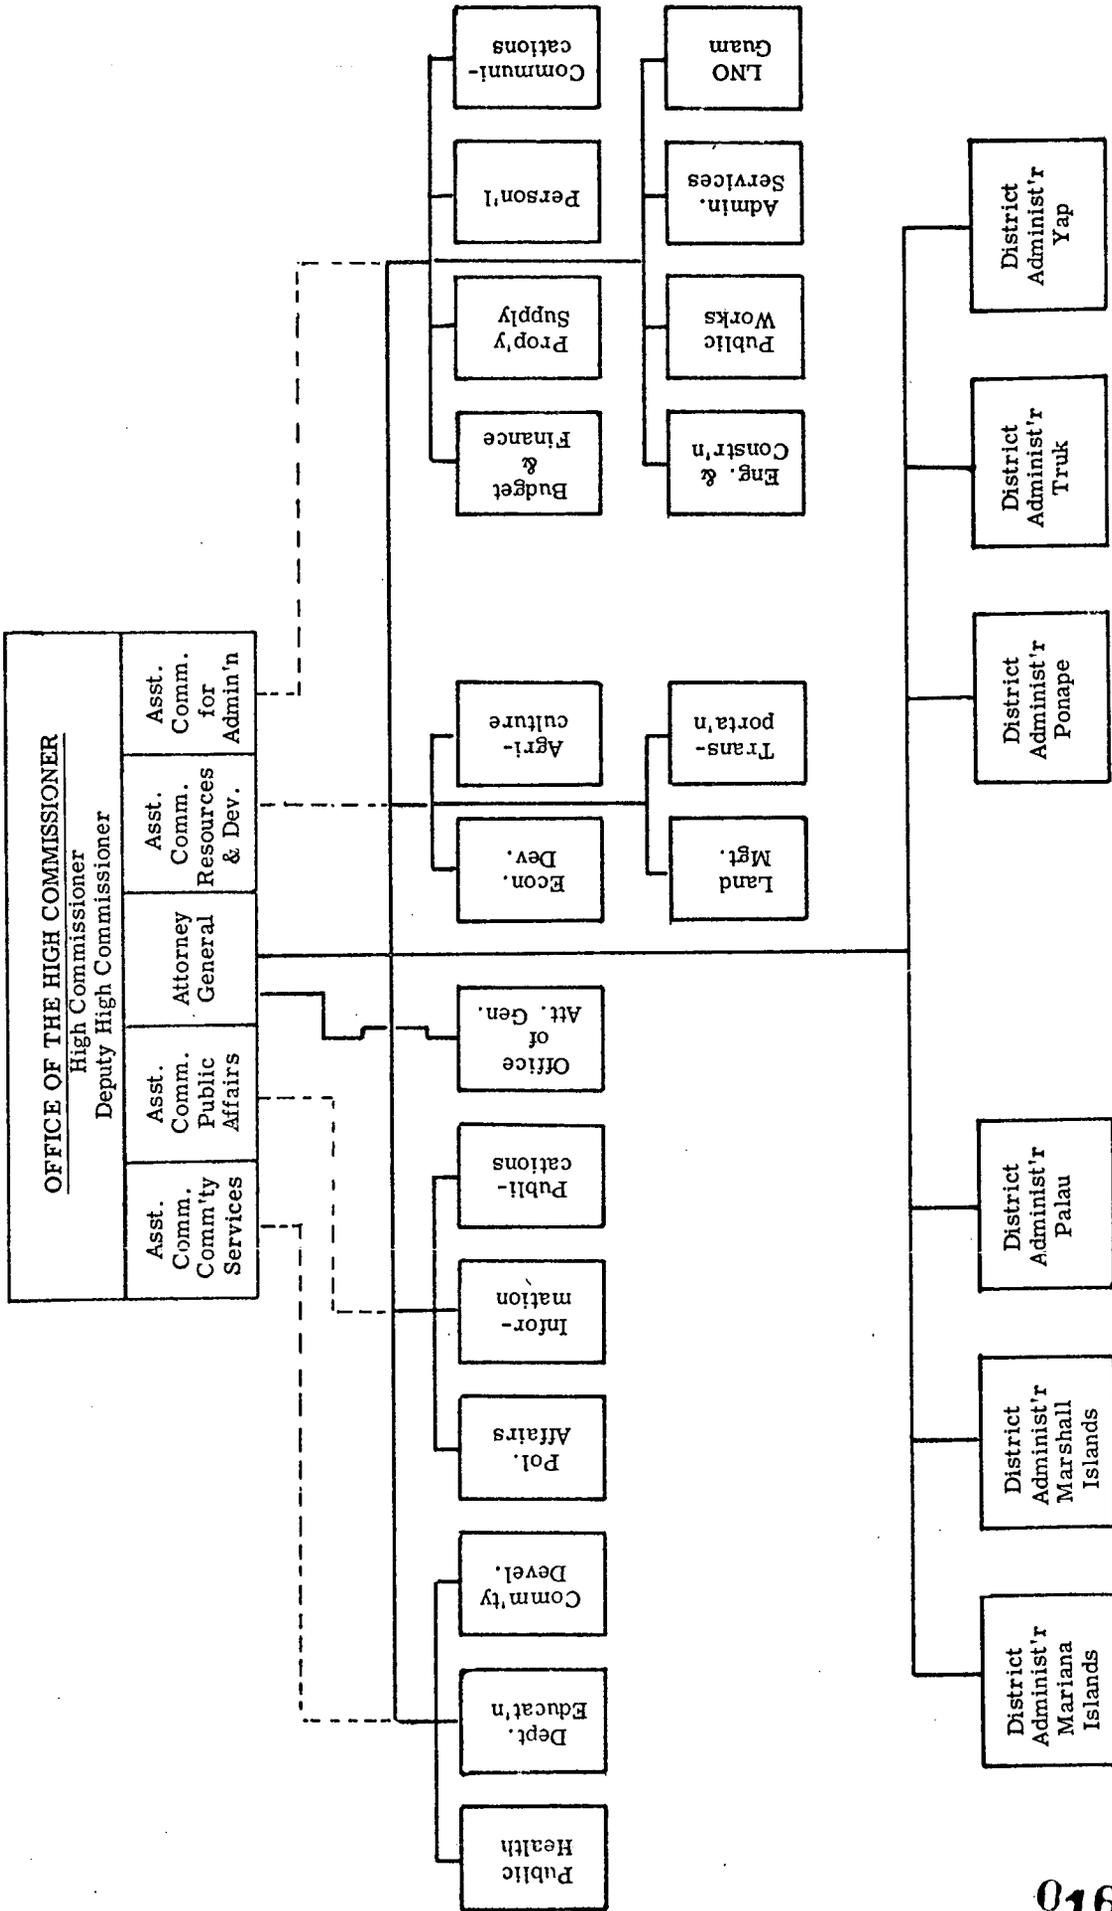 OFFICE OF THE HIGH COMMISSIONER
High Commissioner
Deputy High Commissioner
Asst.
Comm.
Comm'ty
Services
Asst.
Comm.
Public
Affairs
Attorney
General
Asst.
Comm.
Resources
& Dev.
Asst.
Comm.
for
Admin'n
Public
Health
Dept.
Educat'n
Comm'ty
Devel.
Pol.
Affairs
Infor-
mation
Publi-
cations
Office
of
Att. Gen.
Econ.
Dev.
Agri-
culture
Land
Mgt.
Trans-
porta'n
Budget
&
Finance
Prop'y
Supply
Person'l
Communi-
cations
Eng. &
Constr'n
Public
Works
Admin.
Services
LNO
Guam
District
Administ'r
Mariana
Islands
District
Administ'r
Marshall
Islands
District
Administ'r
Palau
District
Administ'r
Ponape
District
Administ'r
Truk
District
Administ'r
Yap